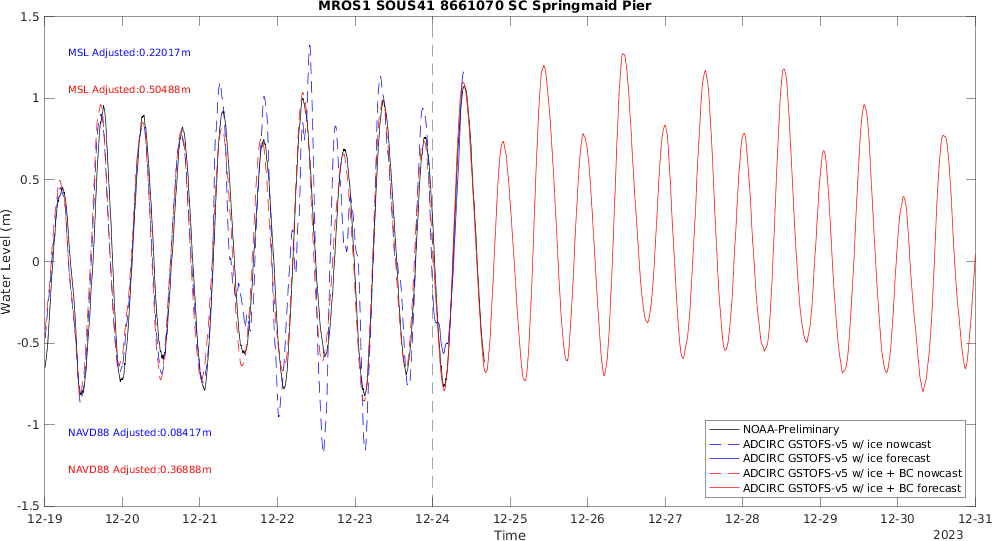 MROS1 SOUS41 8661070 SC Springmaid Pier
1.5
1
0.5
0
-0.5
-1
-1.5
Water Level (m)
MSL Adjusted:0.22017m
MSL Adjusted:0.50488m
NAVD88 Adjusted:0.08417m
NAVD88 Adjusted:0.36888m
NOAA-Preliminary
ADCIRC GSTOFS-v5 w/ ice nowcast
ADCIRC GSTOFS-v5 w/ ice forecast
ADCIRC GSTOFS-v5 w/ ice + BC nowcast
ADCIRC GSTOFS-v5 w/ ice + BC forecast
12-19 12-20 12-21 12-22 12-23 12-24 12-25 12-26 12-27 12-28 12-29 12-30 12-31
Time
2023